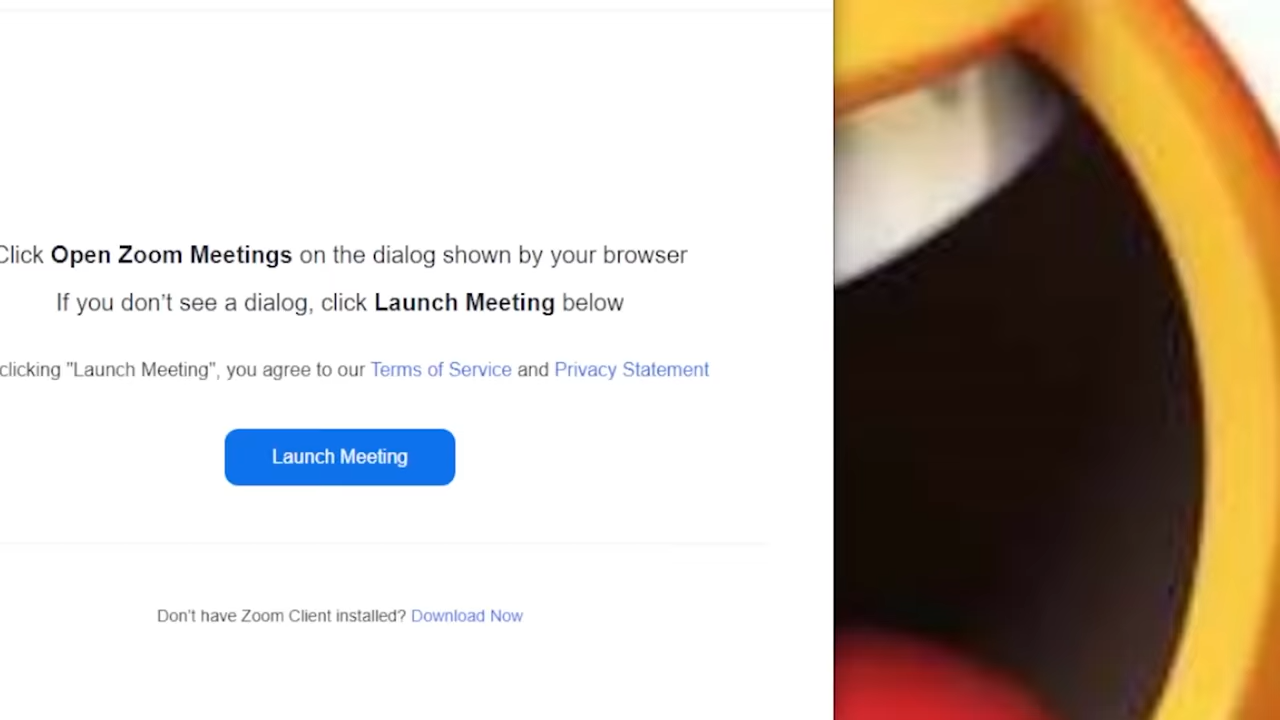 Click Open Zoom Meetings on the dialog shown by your browser
If you don't see a dialog, click Launch Meeting below
clicking "Launch Meeting", you agree to our Terms of Service and Privacy Statement
Launch Meeting
Don't have Zoom Client installed? Download Now